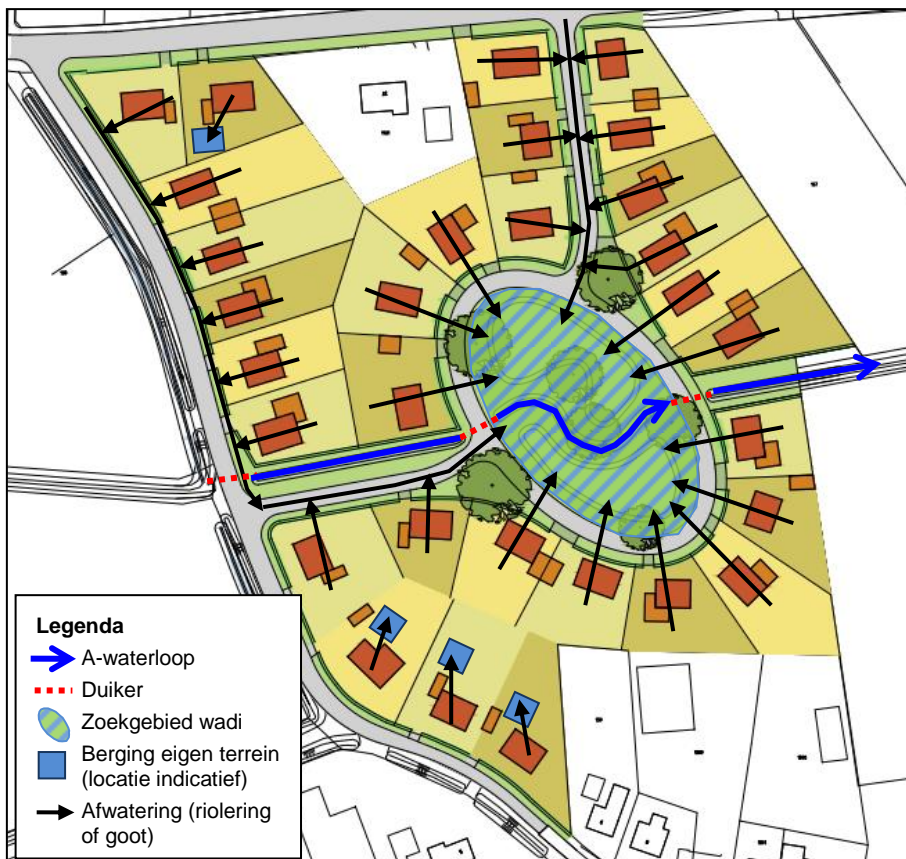 Legenda
A-waterloop
Duiker
Zoekgebied wadi
Berging eigen terrein
(locatie indicatief)
Afwatering (riolering
of goot)